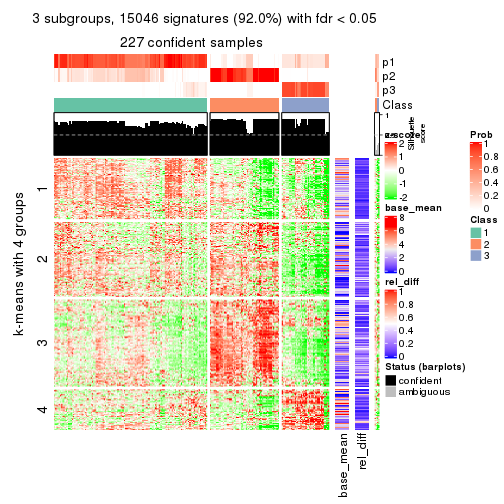 3 subgroups, 15046 signatures (92.0%) with fdr < 0.05
227 confident samples
p1
p2
p3
Class
1
Silhouette
score
k-means with 4 groups
1
2
3
4
base_mean
rel_diff
z-score
2
1
0
-1
-2
base_mean
8
6
4
2
0
rel_diff
1
0.8
0.6
0.4
0.2
0
Status (barplots)
confident
ambiguous
Prob
1
0.8
0.6
0.4
0.2
0
Class
1
2
3